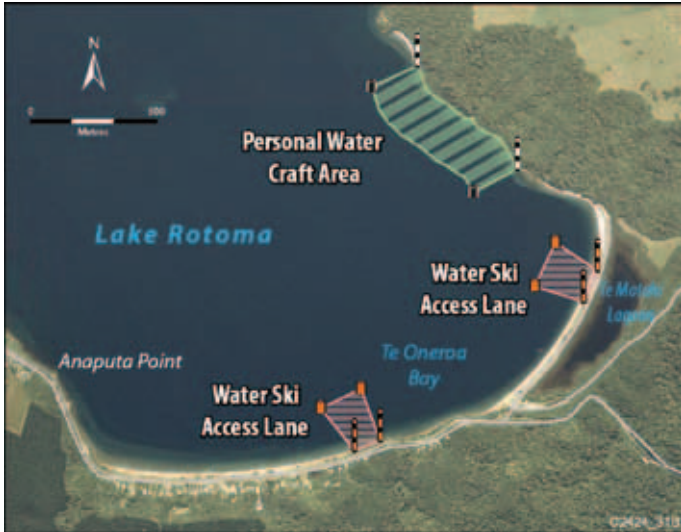 N
0
Metres
Personal Water
Craft Area
Lake Rotoma
Water Ski
Access Lane
Te
Lagoon
Anaputa Point
Te Oneroa
Bay
Water Ski
Access Lane